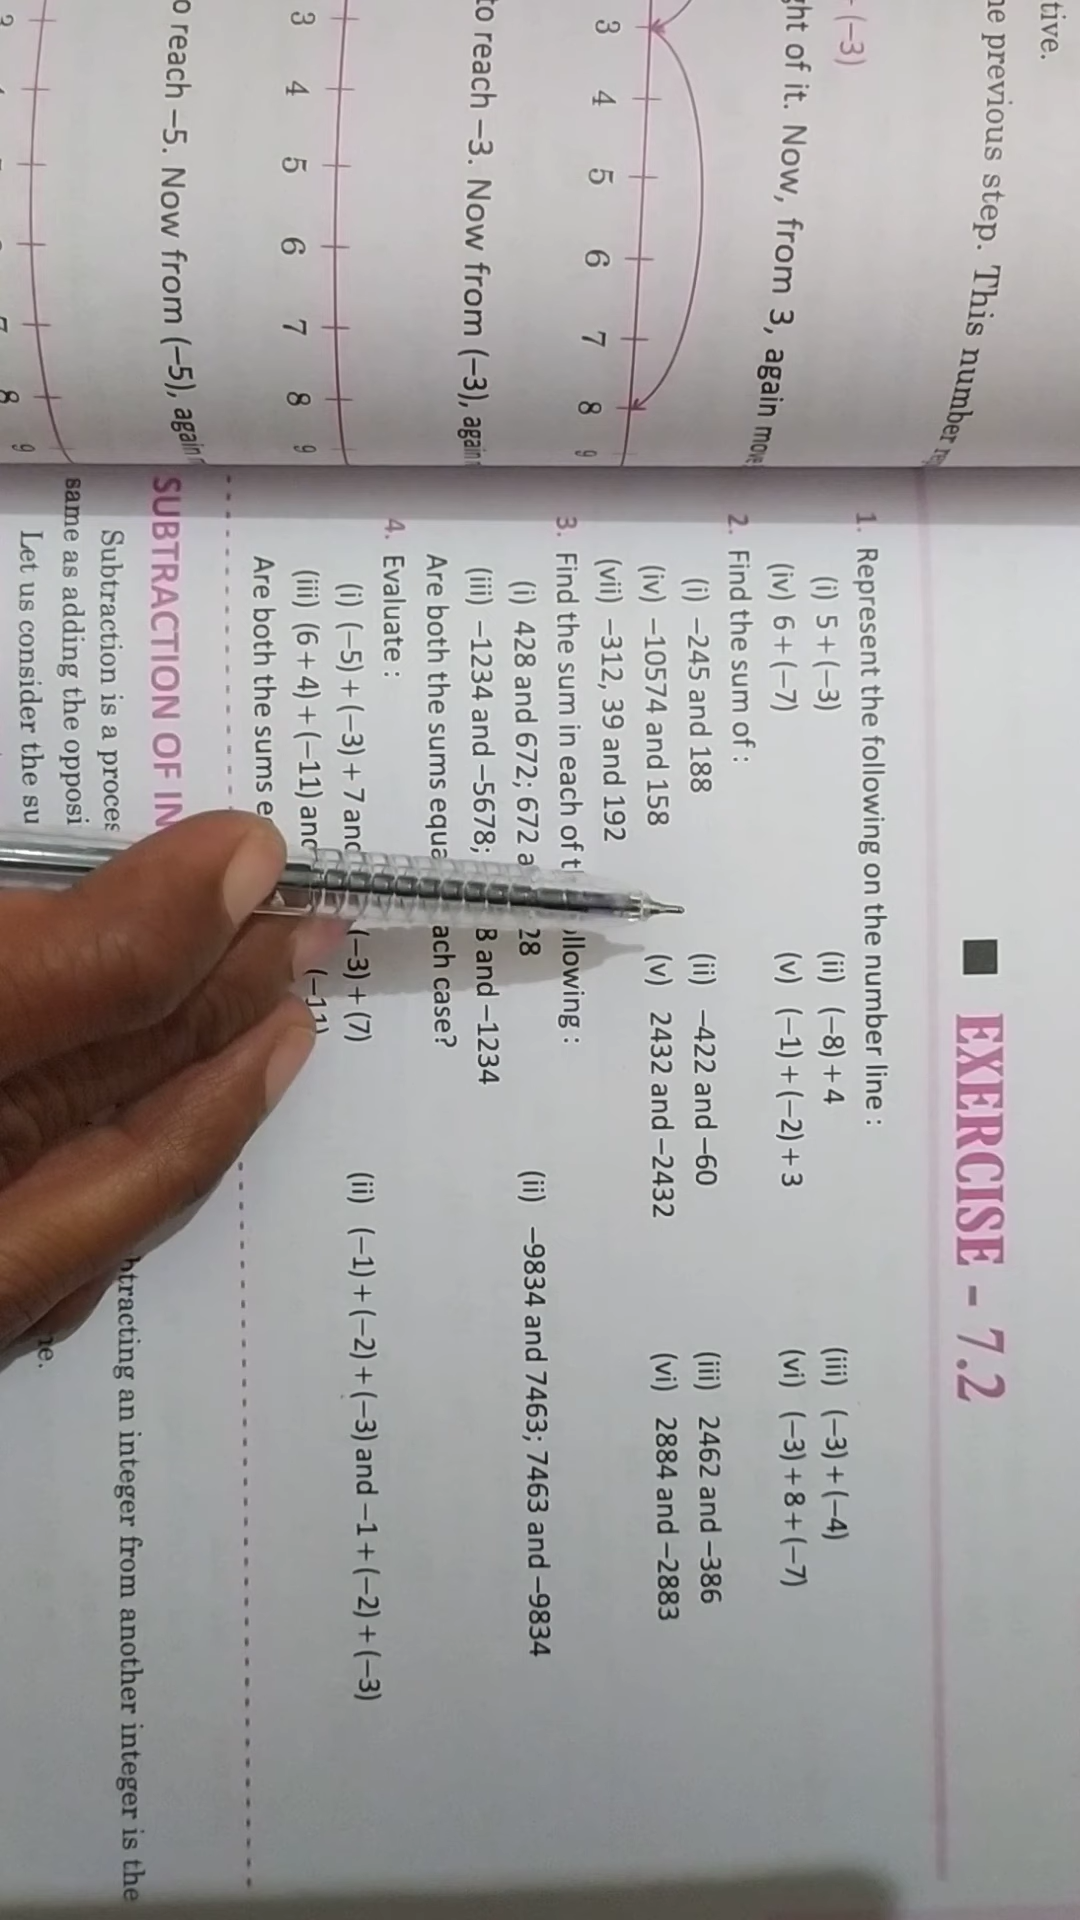 tive.
e previous step. This number
(−3)
ght of it. Now, from 3, again move
3 4 5 6 7 8 9
to reach −3. Now from (−3), again
3 4 5 6 7 8 9
o reach −5. Now from (−5), again
8 9
EXERCISE - 7.2
1. Represent the following on the number line :
(i) 5 + (−3) (ii) (−8) + 4 (iii) (−3) + (−4)
(iv) 6 + (−7) (v) (−1) + (−2) + 3 (vi) (−3) + 8 + (−7)
2. Find the sum of :
(i) −245 and 188 (ii) −422 and −60 (iii) 2462 and −386
(iv) −10574 and 158 (v) 2432 and −2432 (vi) 2884 and −2883
(vii) −312, 39 and 192
3. Find the sum in each of t llowing :
(i) 428 and 672; 672 a 28 (ii) −9834 and 7463; 7463 and −9834
(iii) −1234 and −5678; 8 and −1234
Are both the sums equa ach case?
4. Evaluate :
(i) (−5) + (−3) + 7 and (−3) + (7) (ii) (−1) + (−2) + (−3) and −1 + (−2) + (−3)
(iii) (6 + 4) + (−11) and (−11)
Are both the sums e
SUBTRACTION OF IN
Subtraction is a proces btracting an integer from another integer is the
same as adding the opposi ne.
Let us consider the su